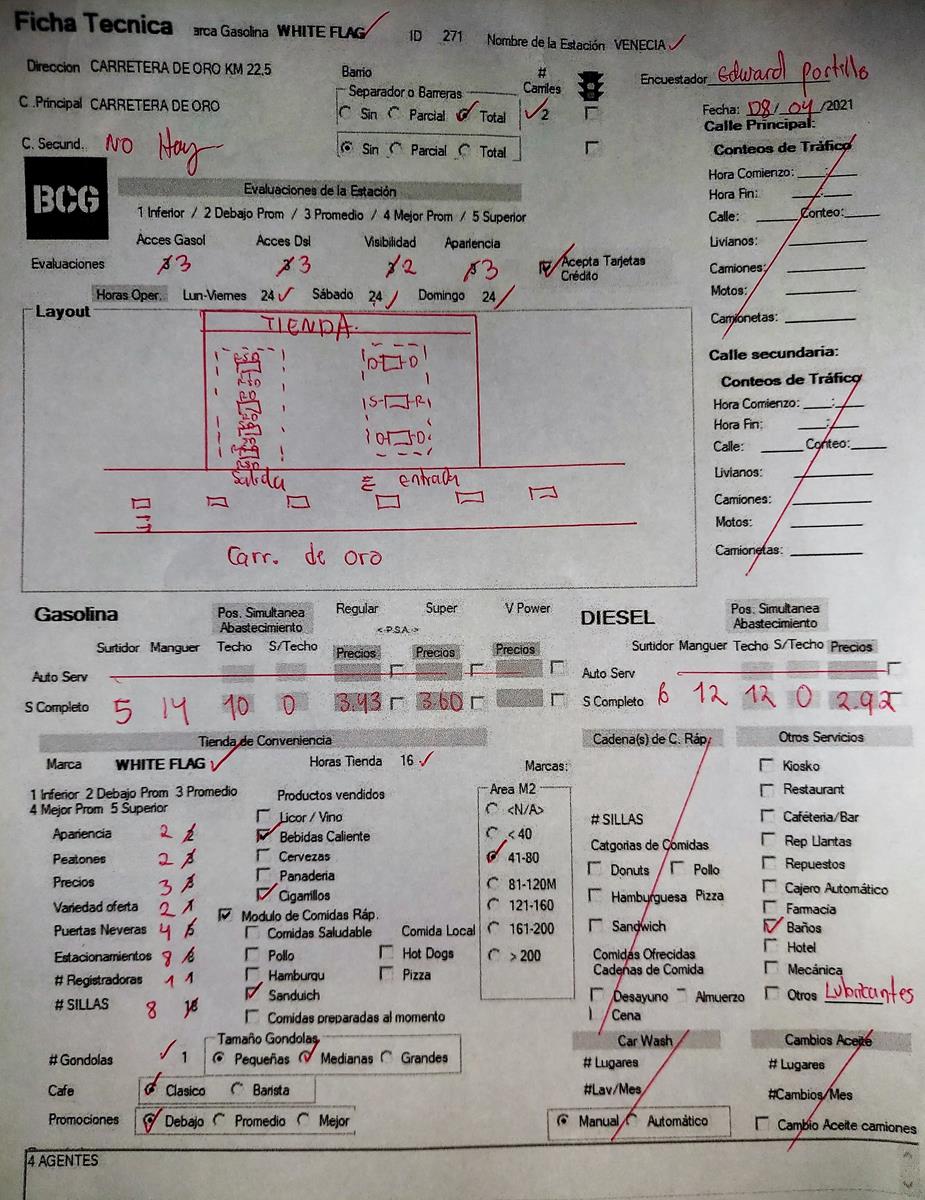 Ficha Tecnica arca Gasolina WHITE FLAG ID 271 Nombre de la Estación VENECIA
Direccion CARRETERA DE ORO KM 22,5 Barrio # Carriles Encuestador Edward Portillo
C .Principal CARRETERA DE ORO Separador o Barreras
Sin Parcial Total 2 Fecha: 08/04/2021
C. Secund.. NO Hay Sin Parcial Total
BCG
Evaluaciones de la Estación
1 Inferior / 2 Debajo Prom / 3 Promedio / 4 Mejor Prom / 5 Superior
Acces Gasol Acces Dsl Visibilidad Apariencia
Evaluaciones 3 3 2 3 Acepta Tarjetas Crédito
Horas Oper. Lun-Viernes 24 Sábado 24 Domingo 24
Calle Principal:
Conteos de Tráfico
Hora Comienzo: ___:___
Hora Fin: ___:___
Calle: ____ Conteo:____
Livianos:
Camiones:
Motos:
Camionetas:
Calle secundaria:
Conteos de Tráfico
Hora Comienzo: ___:___
Hora Fin: ___:___
Calle: ____ Conteo:____
Livianos:
Camiones:
Motos:
Camionetas:
Layout
TIENDA
D D
S R
D D
Salida entrada
Carr. de oro
Gasolina Pos. Simultanea Abastecimiento Regular Super V Power
<-P.S.A.->
Surtidor Manguer Techo S/Techo Precios Precios Precios
Auto Serv
S Completo 5 14 10 0 3.43 3.60
DIESEL Pos. Simultanea Abastecimiento
Surtidor Manguer Techo S/Techo Precios
Auto Serv
S Completo 6 12 12 0 2.92
Tienda de Conveniencia
Marca WHITE FLAG Horas Tienda 16 Marcas:
1 Inferior 2 Debajo Prom 3 Promedio
4 Mejor Prom 5 Superior
Apariencia 2
Peatones 2
Precios 3
Variedad oferta 2
Puertas Neveras 4
Estacionamientos 8
# Registradoras 1 1
# SILLAS 8
Productos vendidos
Licor / Vino
Bebidas Caliente
Cervezas
Panaderia
Cigarrillos
Modulo de Comidas Ráp.
Comidas Saludable Comida Local
Pollo Hot Dogs
Hamburgu Pizza
Sanduich
Comidas preparadas al momento
Area M2
<N/A>
< 40
41-80
81-120M
121-160
161-200
> 200
# Gondolas 1 Tamaño Gondolas
Pequeñas Medianas Grandes
Cafe Clasico Barista
Promociones Debajo Promedio Mejor
Cadena(s) de C. Ráp.
# SILLAS
Catgorias de Comidas
Donuts Pollo
Hamburguesa Pizza
Sandwich
Comidas Ofrecidas
Cadenas de Comida
Desayuno Almuerzo
Cena
Otros Servicios
Kiosko
Restaurant
Cafeteria/Bar
Rep Llantas
Repuestos
Cajero Automático
Farmacia
Baños
Hotel
Mecánica
Otros Lubricantes
Car Wash
# Lugares
#Lav/Mes
Manual Automático
Cambios Aceite
# Lugares
#Cambios/Mes
Cambio Aceite camiones
4 AGENTES